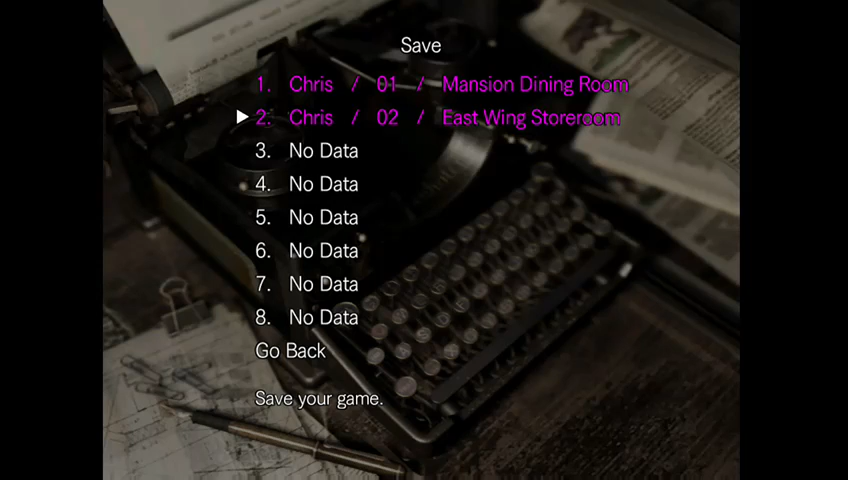 Save
1. Chris / 01 / Mansion Dining Room
2. Chris / 02 / East Wing Storeroom
3. No Data
4. No Data
5. No Data
6. No Data
7. No Data
8. No Data
Go Back
Save your game.